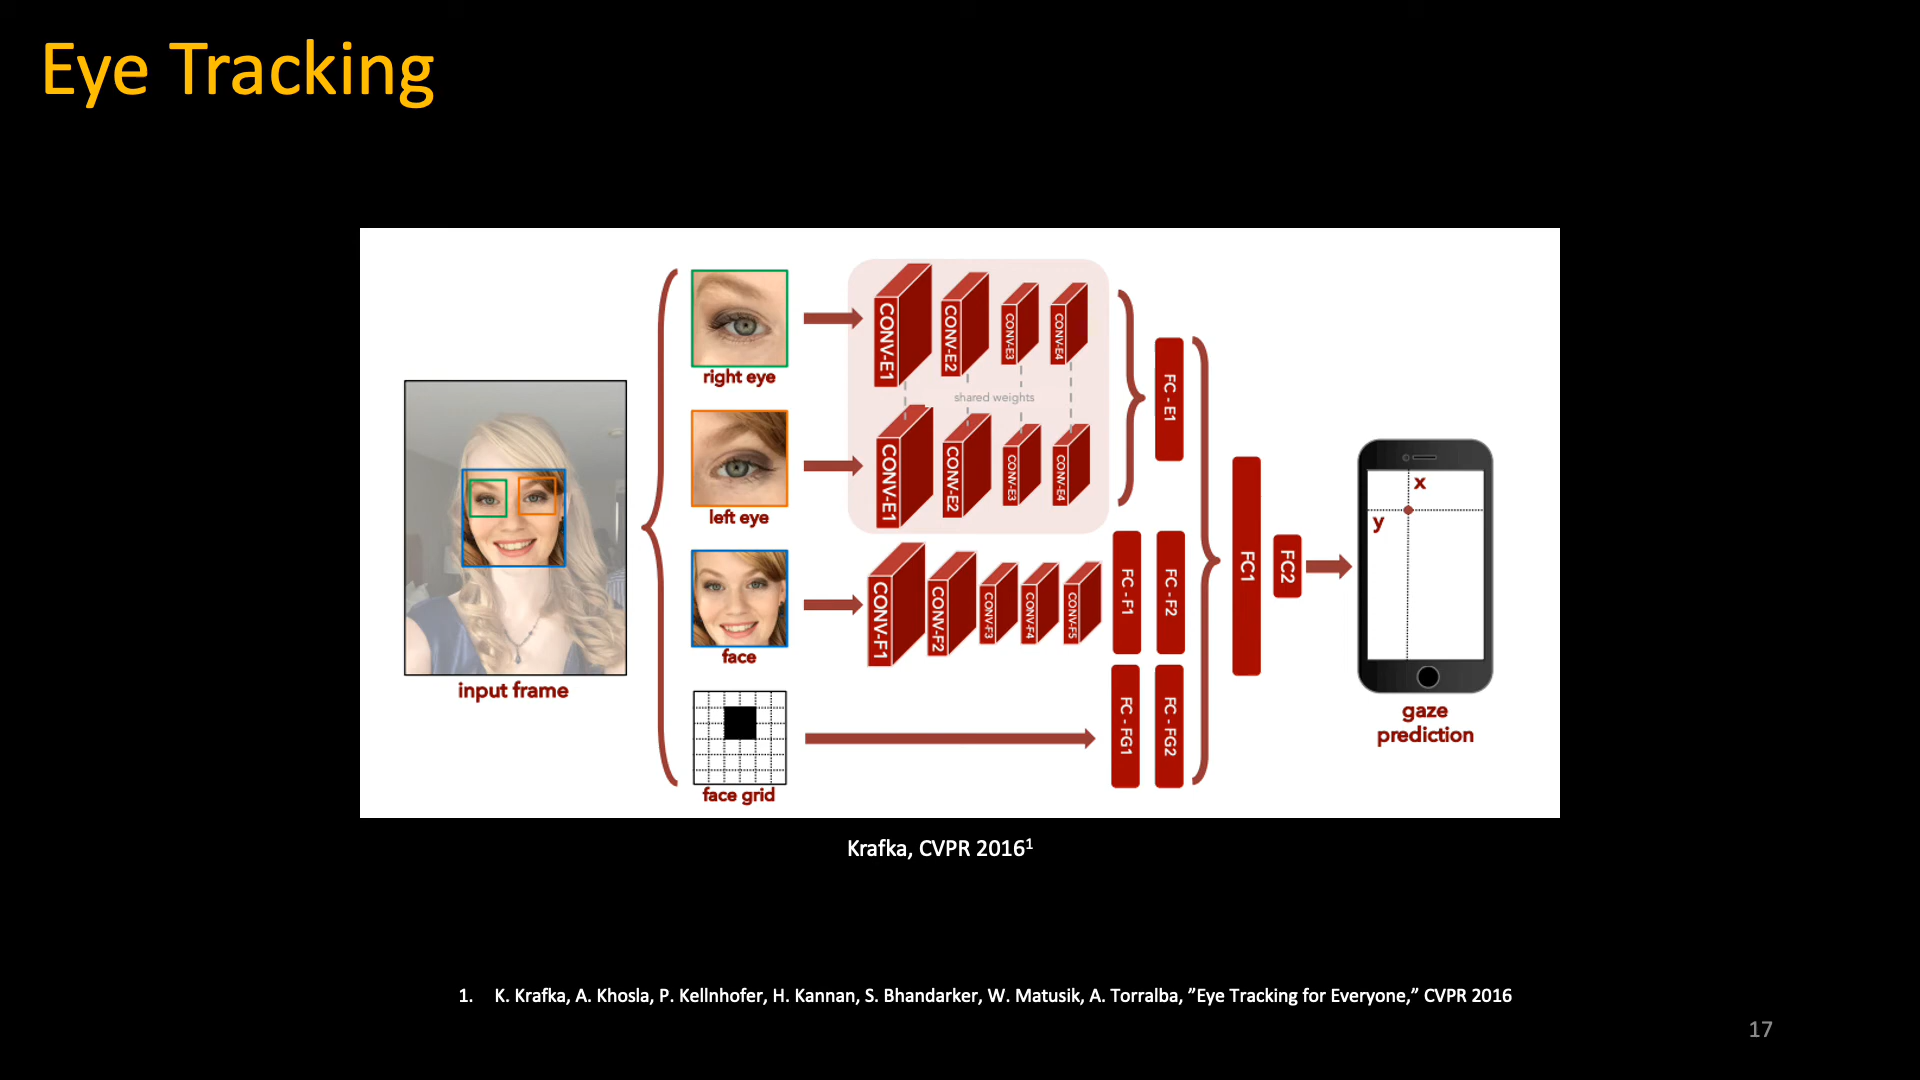 Eye Tracking
right eye
left eye
face
face grid
input frame
CONV-E1
CONV-E2
CONV-E3
CONV-E4
shared weights
CONV-E1
CONV-E2
CONV-E3
CONV-E4
CONV-F1
CONV-F2
CONV-F3
CONV-F4
CONV-F5
FC - E1
FC - F1
FC - F2
FC - FG1
FC - FG2
FC1
FC2
x
y
gaze
prediction
Krafka, CVPR 2016¹
1. K. Krafka, A. Khosla, P. Kellnhofer, H. Kannan, S. Bhandarker, W. Matusik, A. Torralba, ”Eye Tracking for Everyone,” CVPR 2016
17